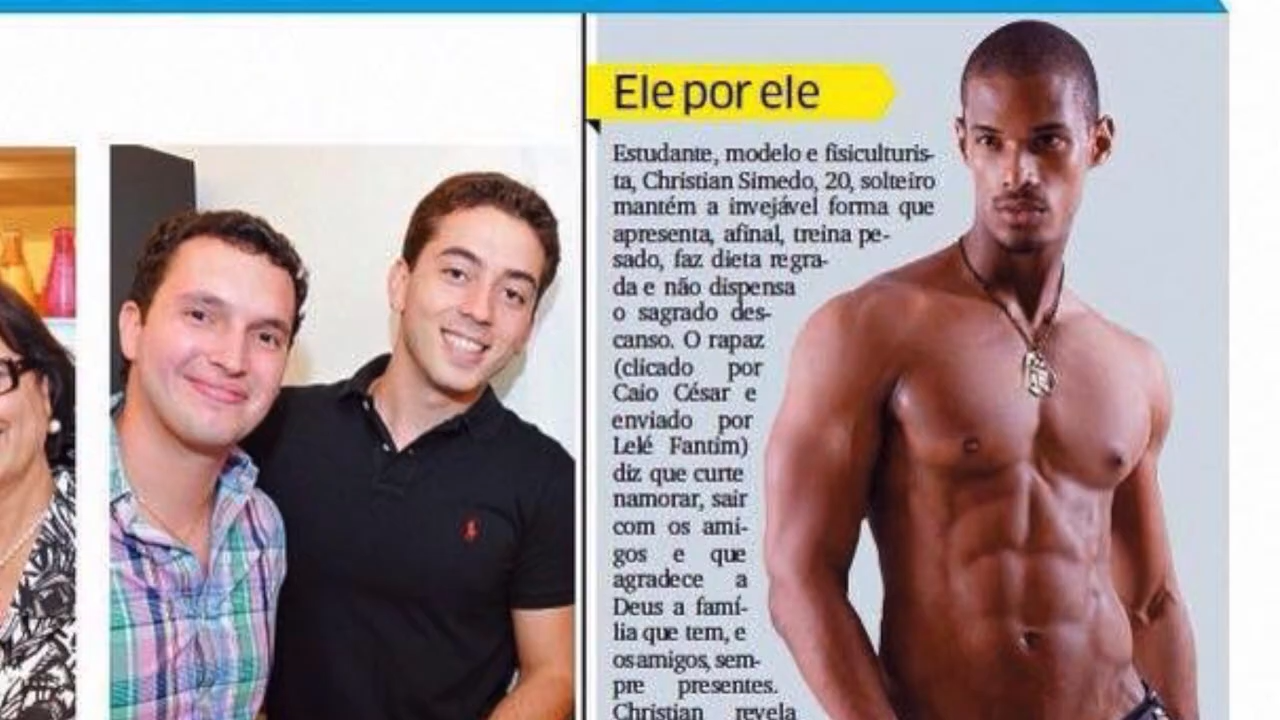 Ele por ele
Estudante, modelo e fisiculturis-
ta, Christian Simedo, 20, solteiro
mantém a invejável forma que
apresenta, afinal, treina pe-
sado, faz dieta regra-
da e não dispensa
o sagrado des-
canso. O rapaz
(clicado por
Caio César e
enviado por
Lelé Fantim)
diz que curte
namorar, sair
com os ami-
gos e que
agradece a
Deus a famí-
lia que tem, e
os amigos, sem-
pre presentes.
Christian revela